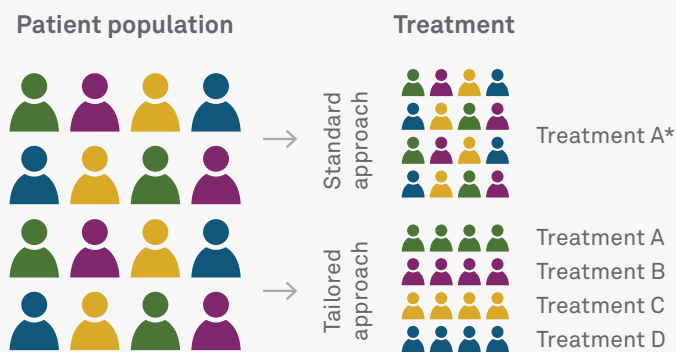 Patient population
Treatment
Standard
approach
Treatment A*
Tailored
approach
Treatment A
Treatment B
Treatment C
Treatment D